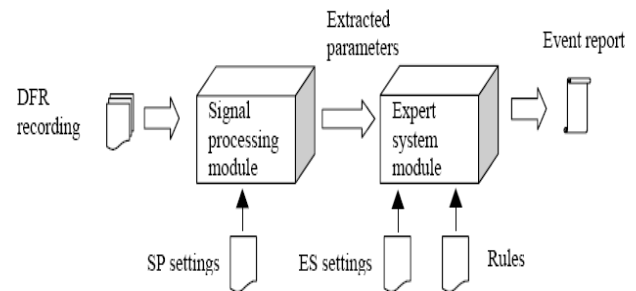 Extracted
parameters
Event report
DFR
recording
Signal
processing
module
Expert
system
module
SP settings
ES settings
Rules